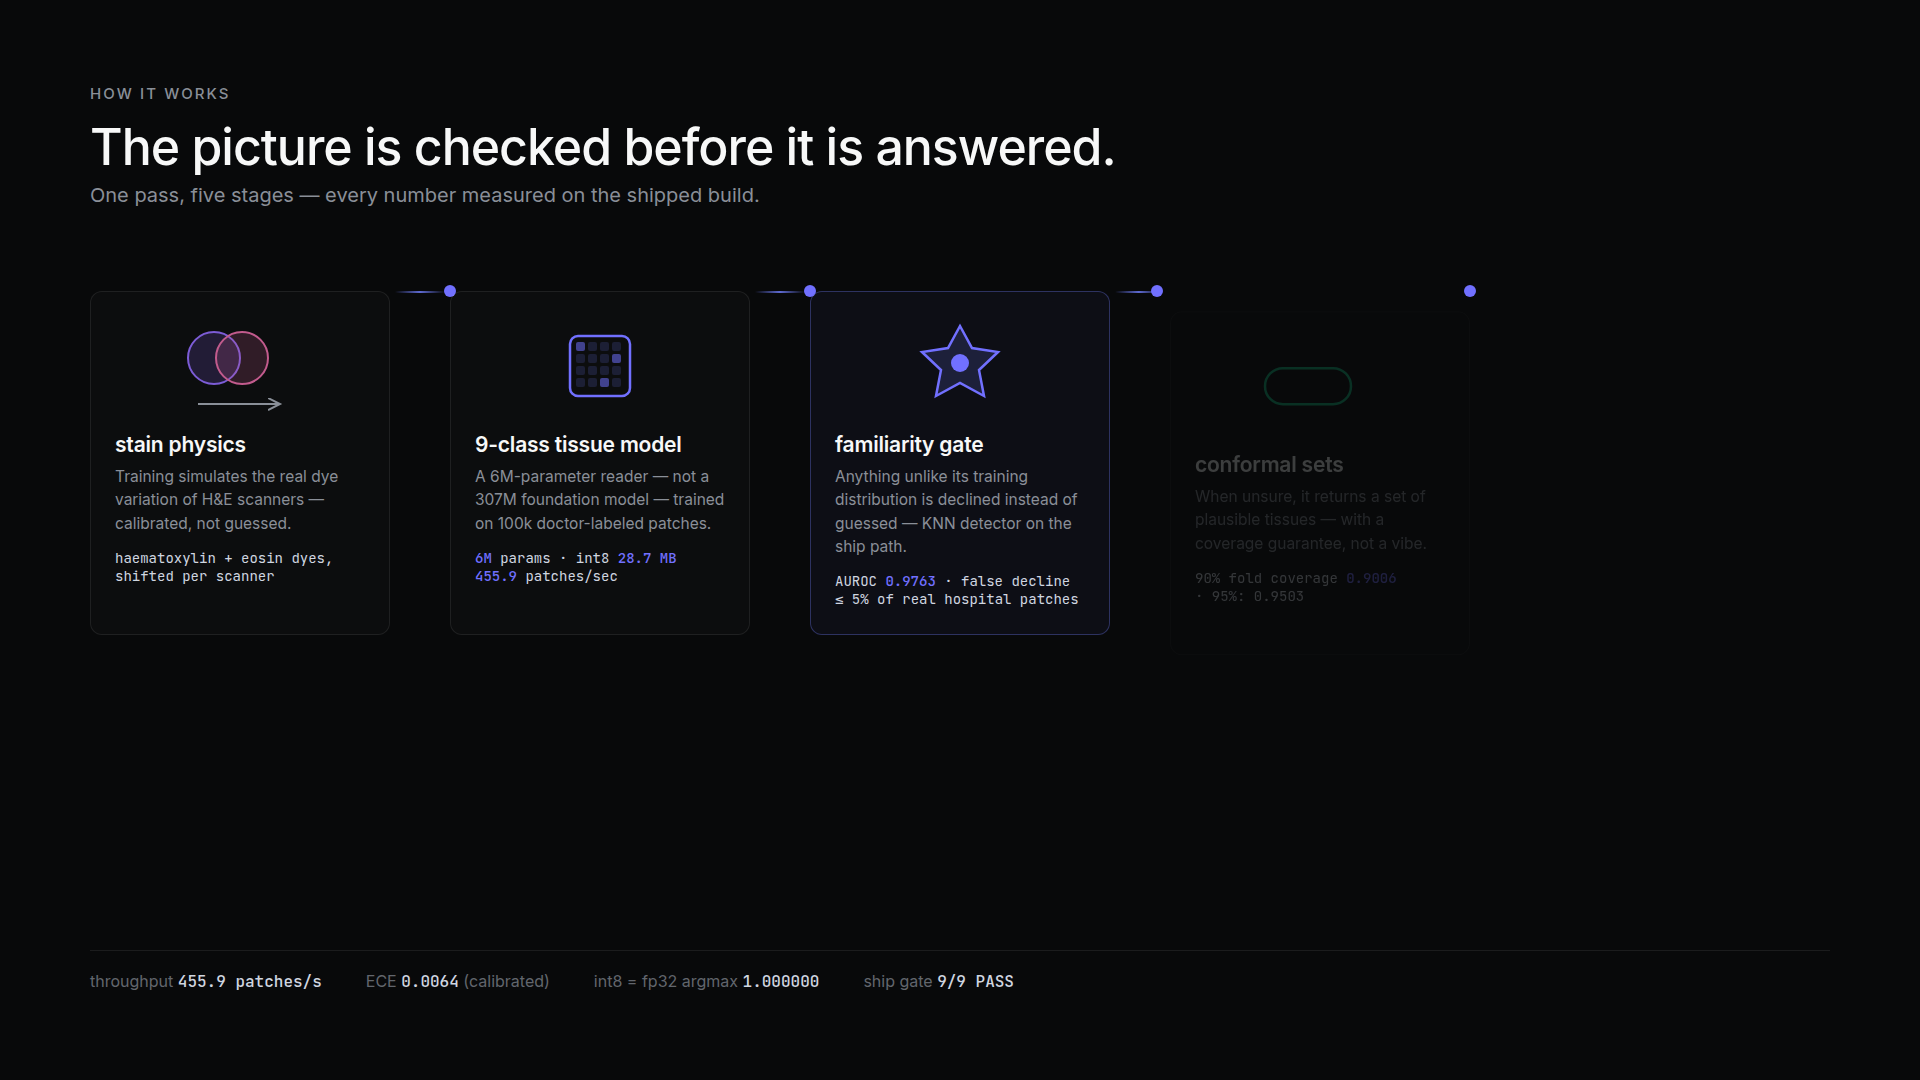 HOW IT WORKS
The picture is checked before it is answered.
One pass, five stages — every number measured on the shipped build.
stain physics
Training simulates the real dye
variation of H&E scanners —
calibrated, not guessed.
haematoxylin + eosin dyes,
shifted per scanner
9-class tissue model
A 6M-parameter reader — not a
307M foundation model — trained
on 100k doctor-labeled patches.
6M params · int8 28.7 MB
455.9 patches/sec
familiarity gate
Anything unlike its training
distribution is declined instead of
guessed — KNN detector on the
ship path.
AUROC 0.9763 · false decline
≤ 5% of real hospital patches
conformal sets
When unsure, it returns a set of
plausible tissues — with a
coverage guarantee, not a vibe.
90% fold coverage 0.9006
· 95%: 0.9503
throughput 455.9 patches/s
ECE 0.0064 (calibrated)
int8 = fp32 argmax 1.000000
ship gate 9/9 PASS